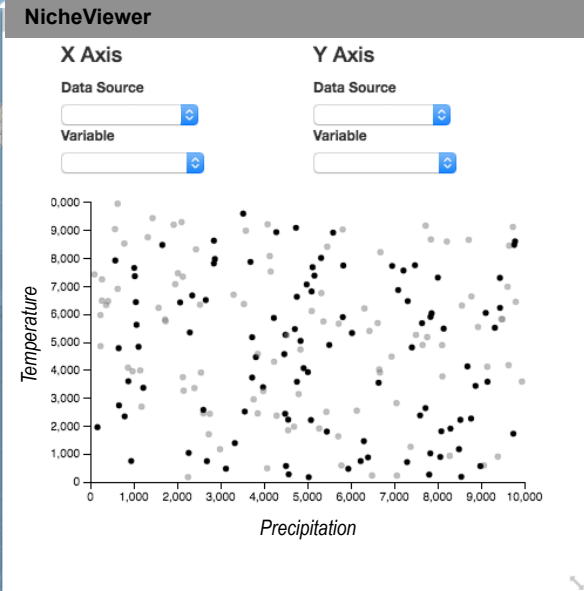 NicheViewer
X Axis Y Axis
Data Source Data Source
Variable Variable
0,000
9,000
8,000
7,000
6,000
5,000
4,000
3,000
2,000
1,000
0
Temperature
0 1,000 2,000 3,000 4,000 5,000 6,000 7,000 8,000 9,000 10,000
Precipitation